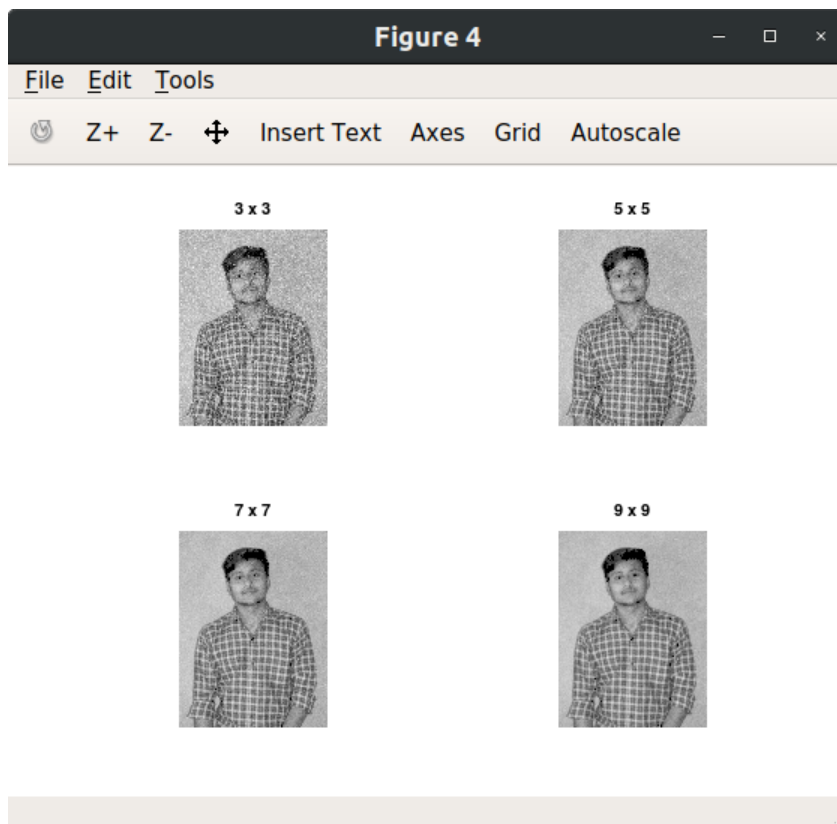 Figure 4
File Edit Tools
Z+ Z- Insert Text Axes Grid Autoscale
3 x 3
5 x 5
7 x 7
9 x 9